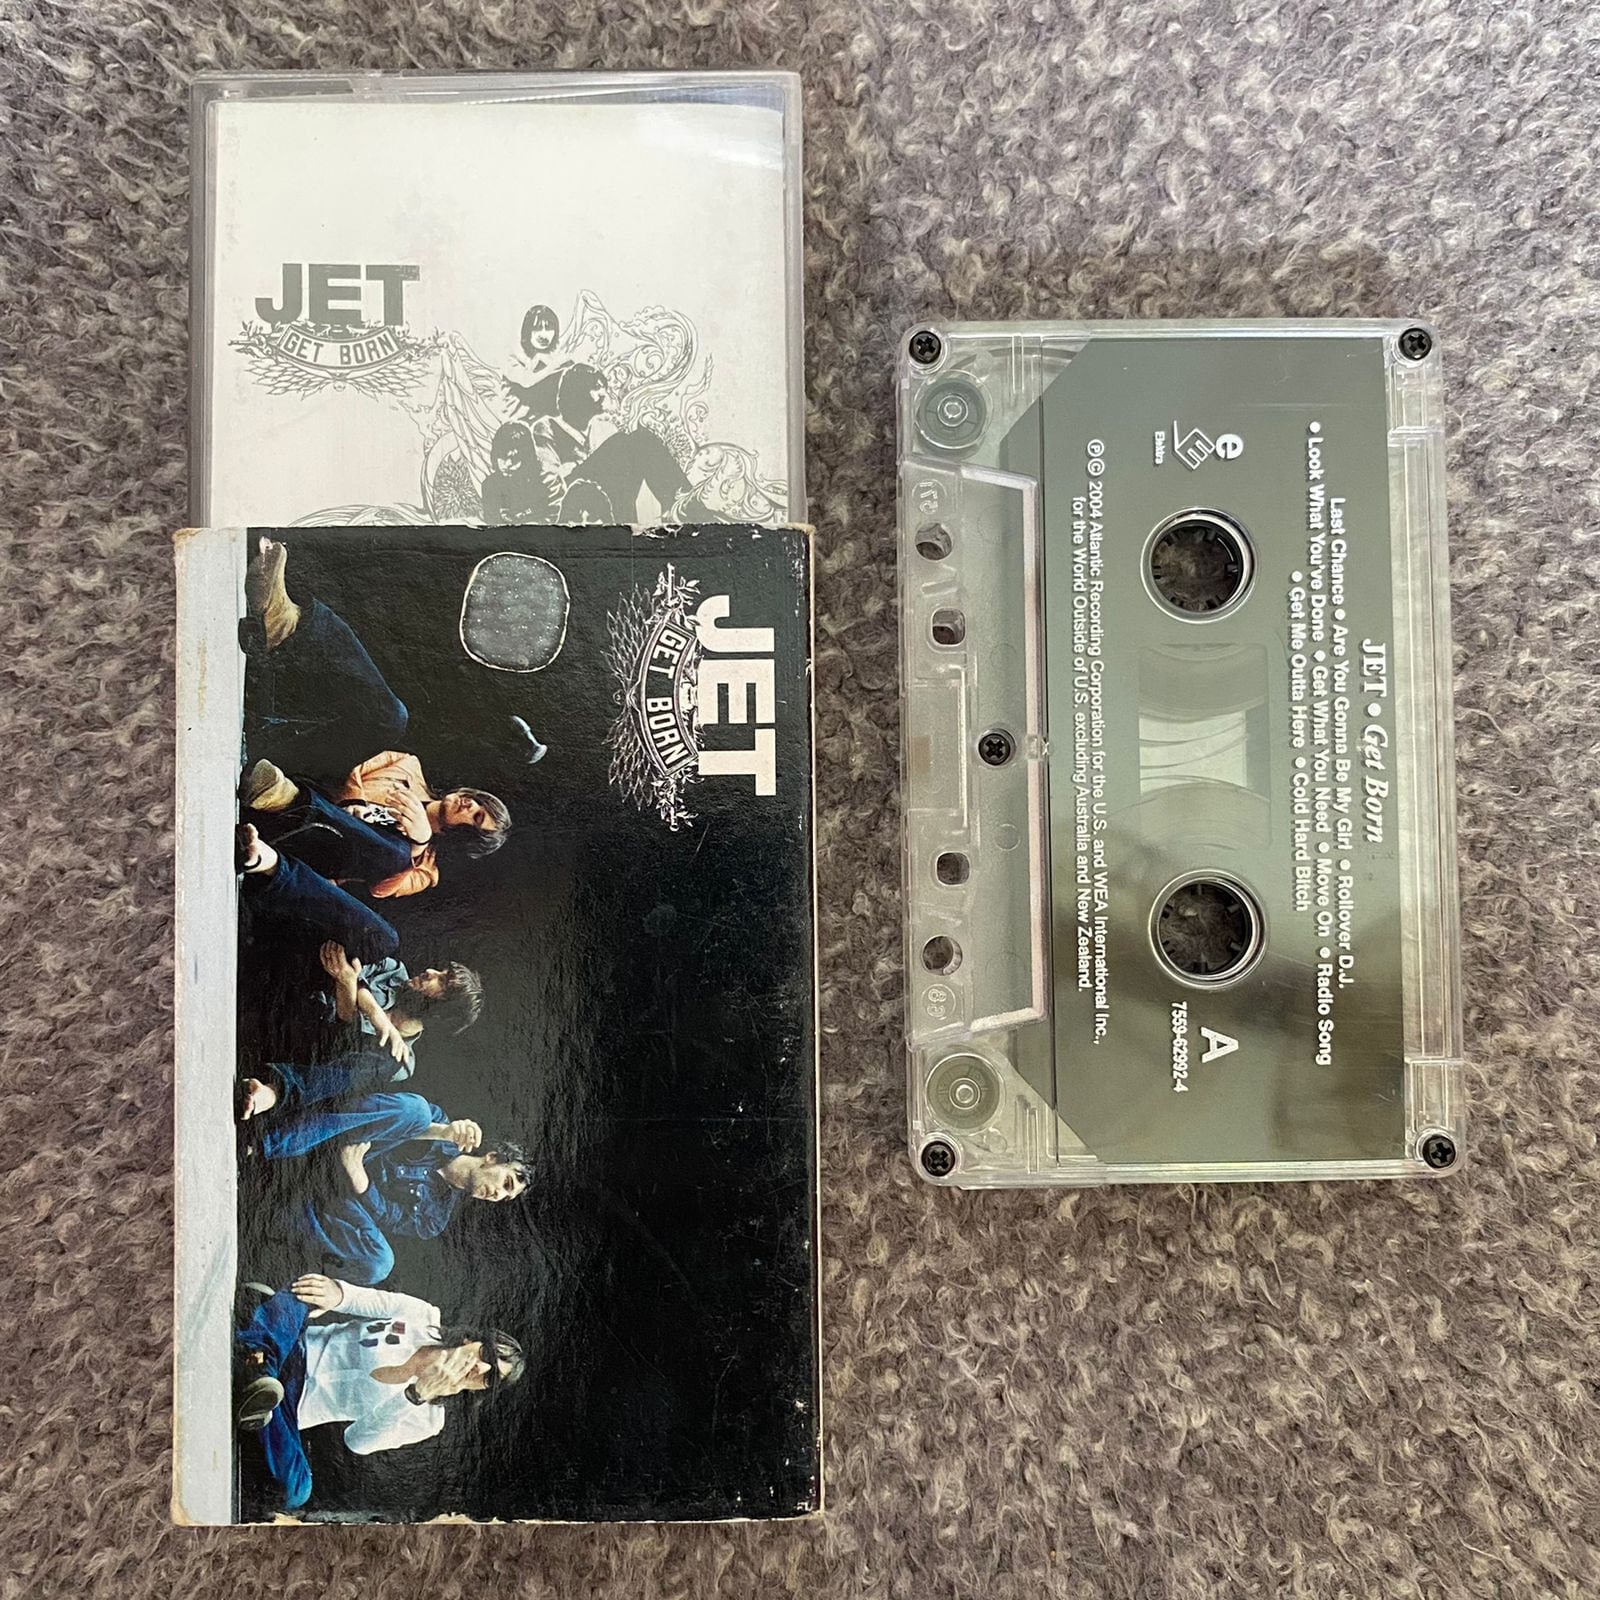 JET
GET BORN
JET
GET BORN
JET • Get Born
Last Chance • Are You Gonna Be My Girl • Rollover D.J.
• Look What You've Done • Get What You Need • Move On • Radio Song
• Get Me Outta Here • Cold Hard Bitch
e
Elektra
A
7559-62992-4
℗© 2004 Atlantic Recording Corporation for the U.S. and WEA International Inc.,
for the World Outside of U.S. excluding Australia and New Zealand.